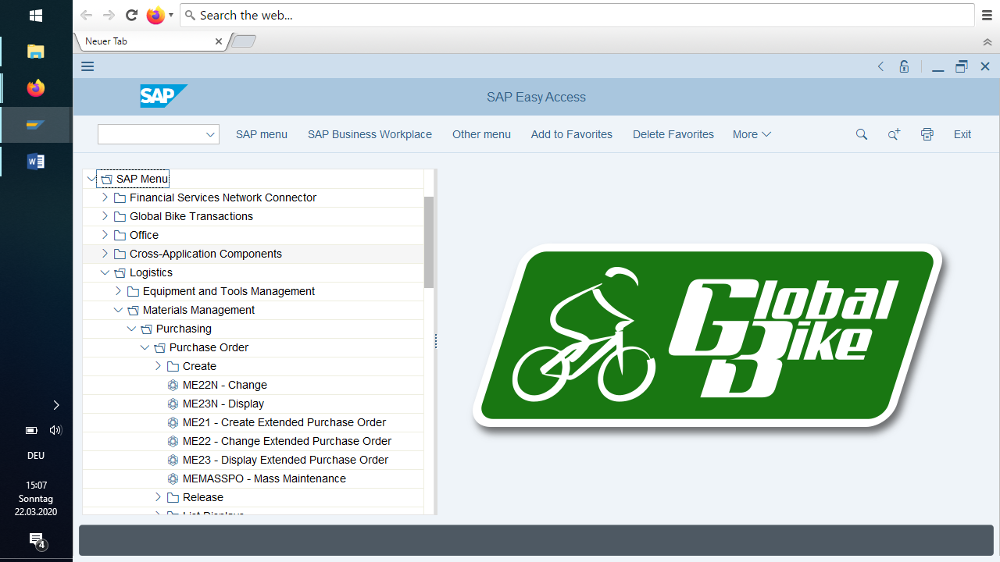 Search the web...
Neuer Tab
SAP
SAP Easy Access
SAP menu SAP Business Workplace Other menu Add to Favorites Delete Favorites More Exit
SAP Menu
Financial Services Network Connector
Global Bike Transactions
Office
Cross-Application Components
Logistics
Equipment and Tools Management
Materials Management
Purchasing
Purchase Order
Create
ME22N - Change
ME23N - Display
ME21 - Create Extended Purchase Order
ME22 - Change Extended Purchase Order
ME23 - Display Extended Purchase Order
MEMASSPO - Mass Maintenance
Release
List Displays
Global
Bike
W
DEU
15:07
Sonntag
22.03.2020
4